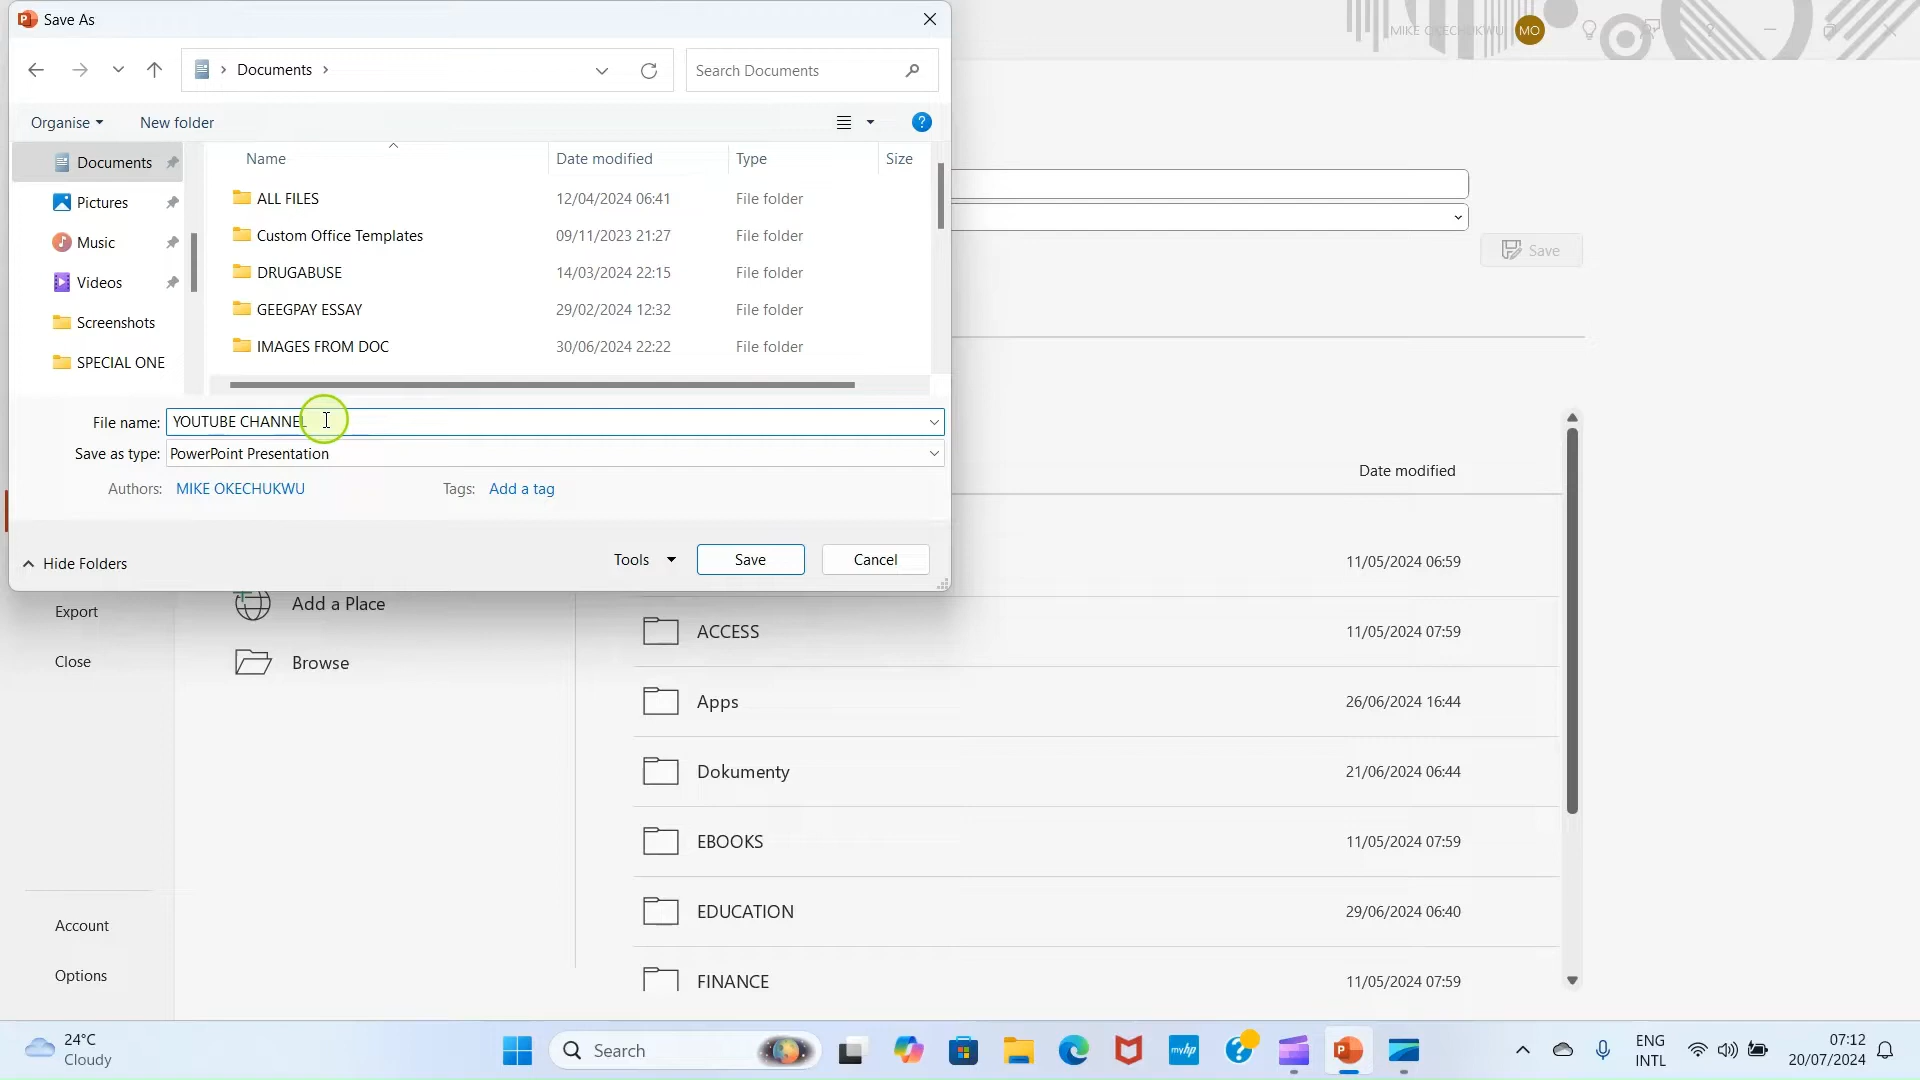 Save As
MIKE OKECHUKWU MO
Documents
Search Documents
Organise New folder
Name Date modified Type Size
Documents
Pictures
Music
Videos
Screenshots
SPECIAL ONE
ALL FILES 12/04/2024 06:41 File folder
Custom Office Templates 09/11/2023 21:27 File folder
DRUGABUSE 14/03/2024 22:15 File folder
GEEGPAY ESSAY 29/02/2024 12:32 File folder
IMAGES FROM DOC 30/06/2024 22:22 File folder
Save
File name: YOUTUBE CHANNEL
Save as type: PowerPoint Presentation
Authors: MIKE OKECHUKWU Tags: Add a tag
Hide Folders Tools Save Cancel
Date modified
11/05/2024 06:59
Export
Close
Account
Options
Add a Place
Browse
ACCESS 11/05/2024 07:59
Apps 26/06/2024 16:44
Dokumenty 21/06/2024 06:44
EBOOKS 11/05/2024 07:59
EDUCATION 29/06/2024 06:40
FINANCE 11/05/2024 07:59
24°C
Cloudy
Search
myhp
ENG
INTL
07:12
20/07/2024